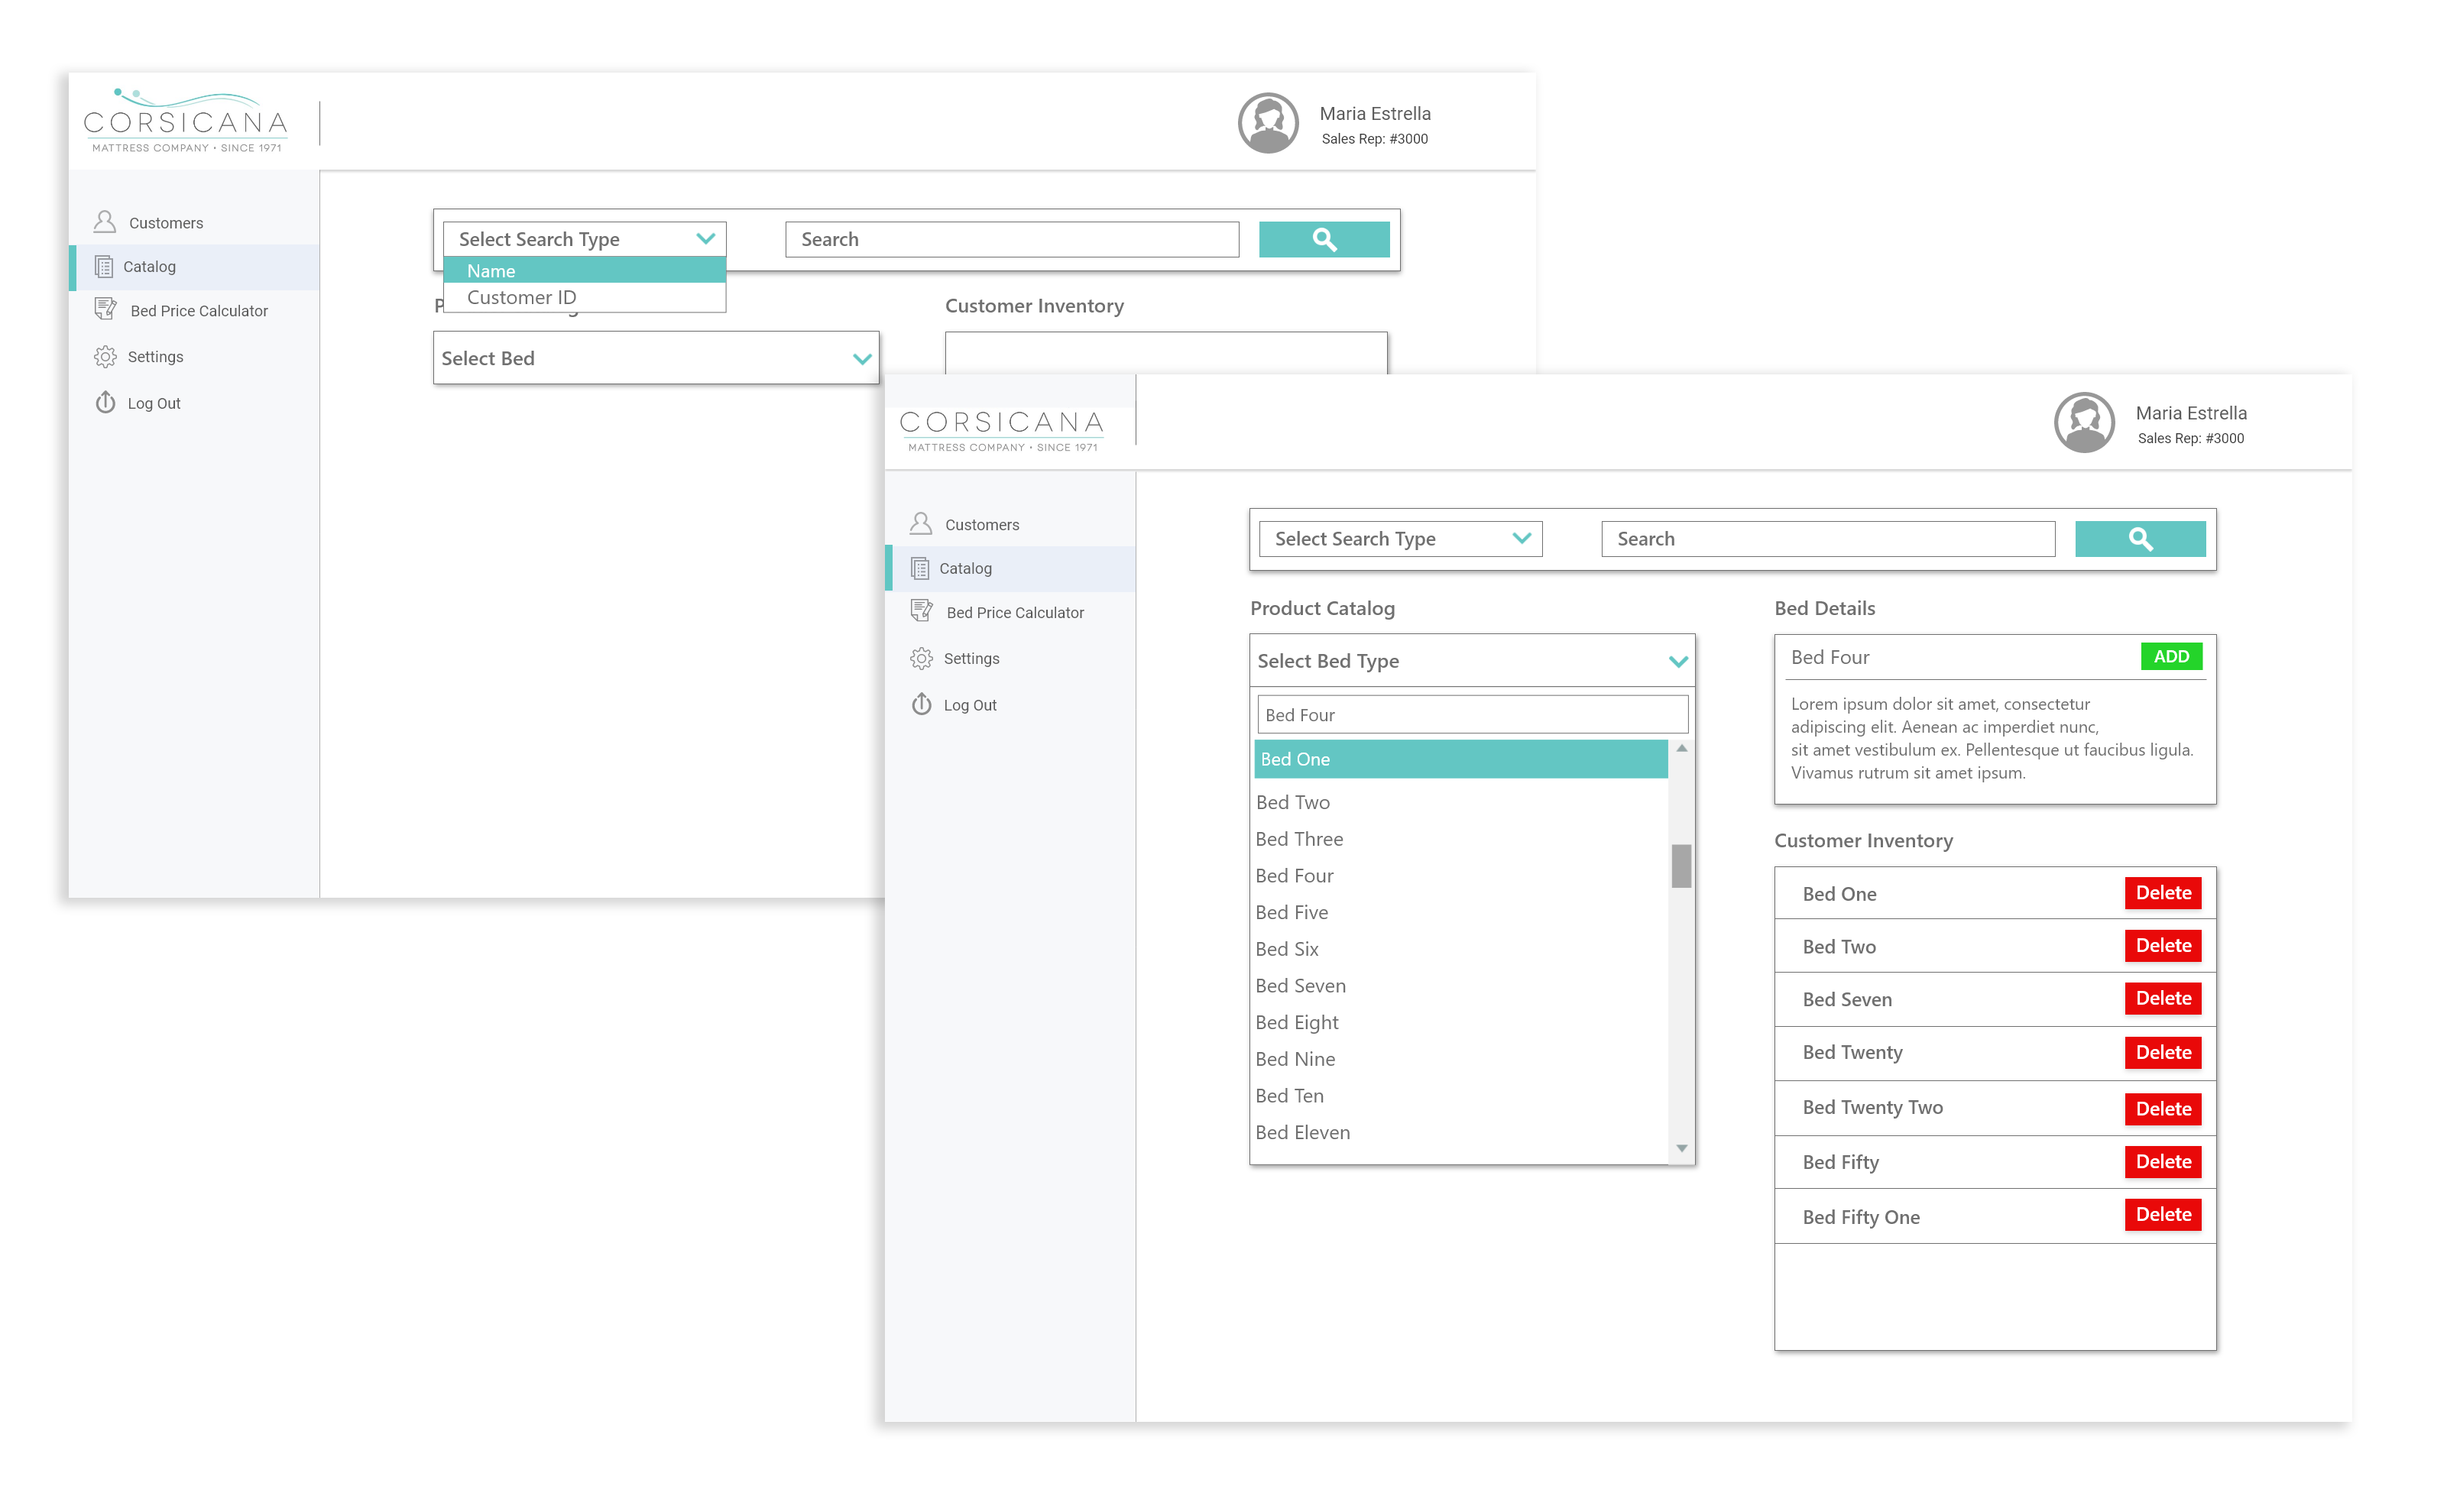 CORSICANA
MATTRESS COMPANY • SINCE 1971
Maria Estrella
Sales Rep: #3000
Customers
Catalog
Bed Price Calculator
Settings
Log Out
Select Search Type
Search
Name
Customer ID
Customer Inventory
Select Bed
CORSICANA
MATTRESS COMPANY • SINCE 1971
Maria Estrella
Sales Rep: #3000
Customers
Catalog
Bed Price Calculator
Settings
Log Out
Select Search Type
Search
Product Catalog
Select Bed Type
Bed Four
Bed One
Bed Two
Bed Three
Bed Four
Bed Five
Bed Six
Bed Seven
Bed Eight
Bed Nine
Bed Ten
Bed Eleven
Bed Details
Bed Four
ADD
Lorem ipsum dolor sit amet, consectetur
adipiscing elit. Aenean ac imperdiet nunc,
sit amet vestibulum ex. Pellentesque ut faucibus ligula.
Vivamus rutrum sit amet ipsum.
Customer Inventory
Bed One Delete
Bed Two Delete
Bed Seven Delete
Bed Twenty Delete
Bed Twenty Two Delete
Bed Fifty Delete
Bed Fifty One Delete